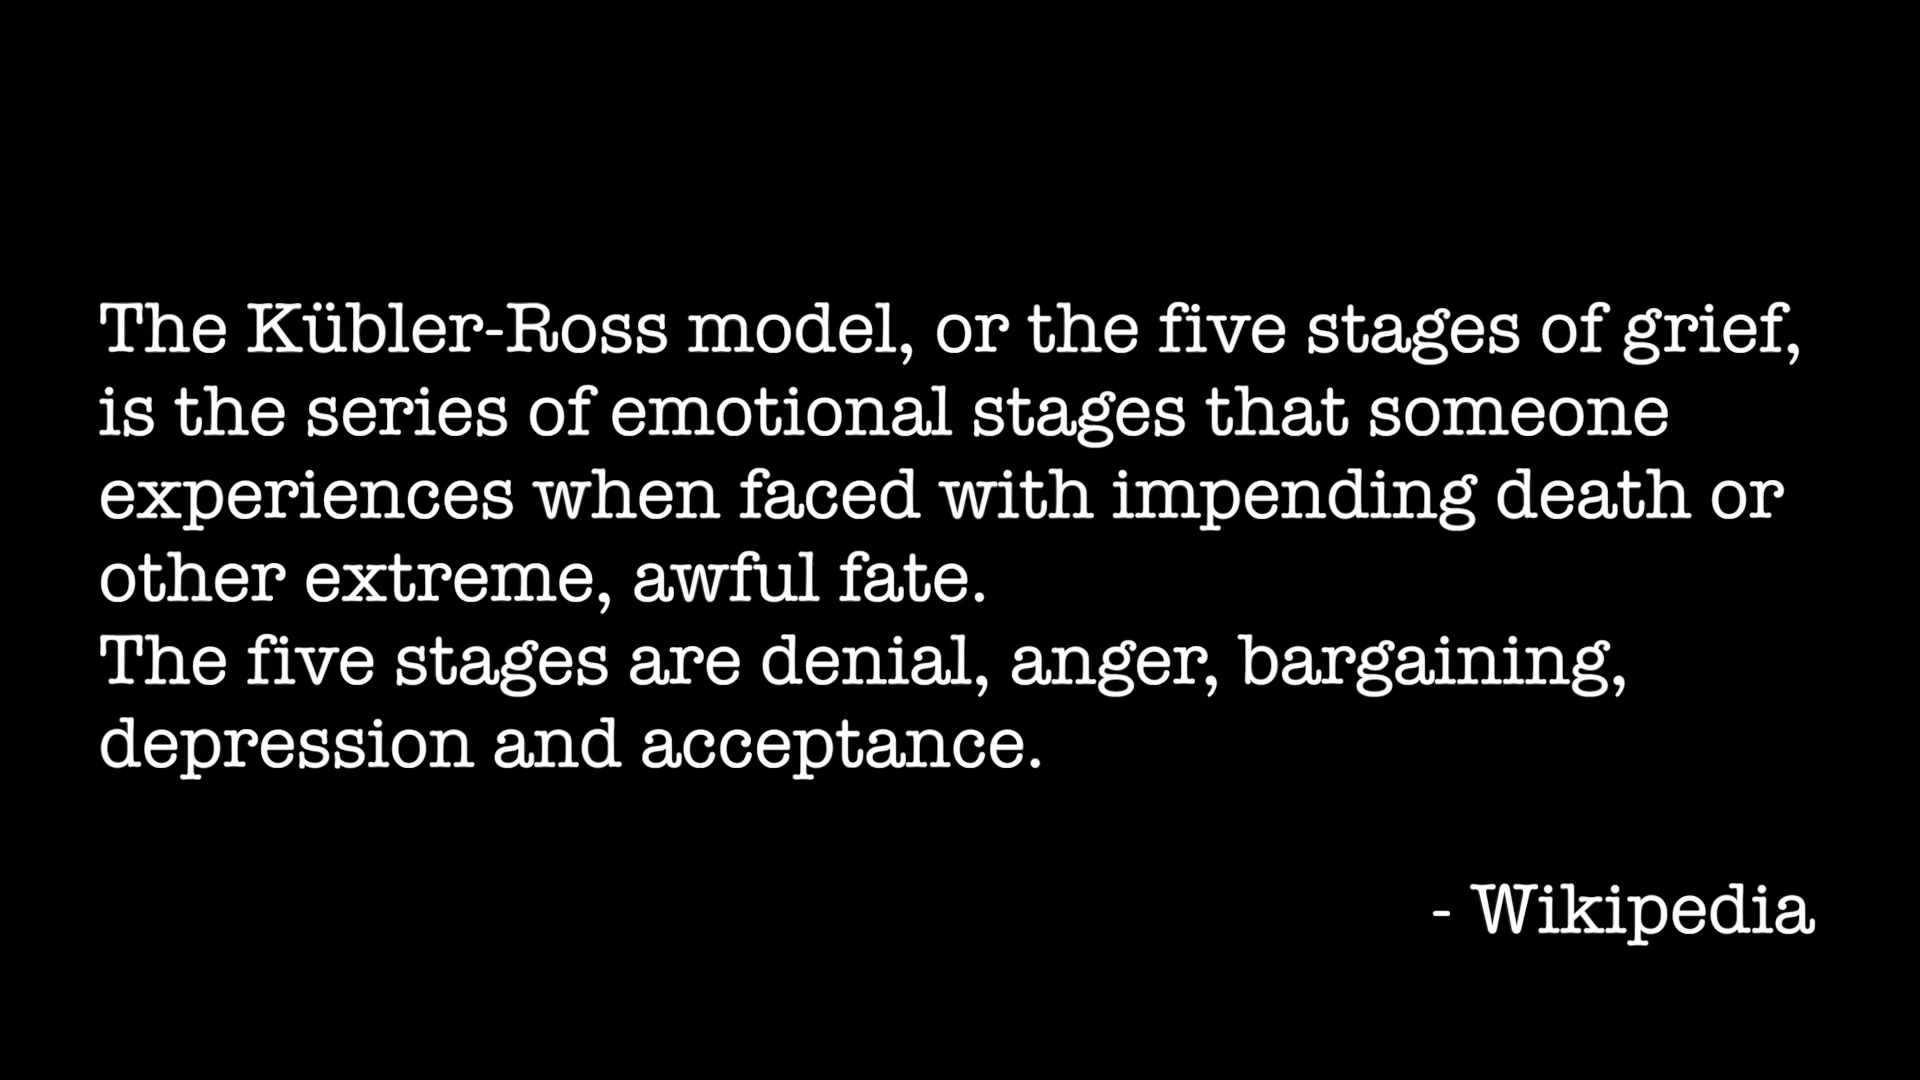 The Kübler-Ross model, or the five stages of grief,
is the series of emotional stages that someone
experiences when faced with impending death or
other extreme, awful fate.
The five stages are denial, anger, bargaining,
depression and acceptance.
- Wikipedia